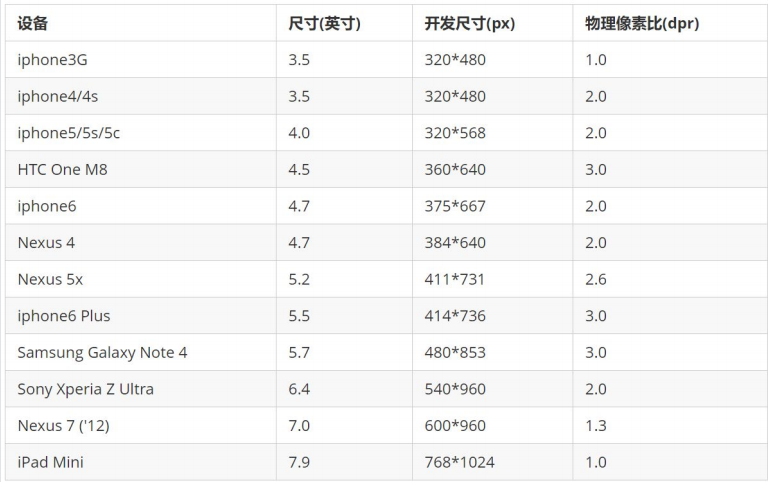 设备 尺寸(英寸) 开发尺寸(px) 物理像素比(dpr)
iphone3G 3.5 320*480 1.0
iphone4/4s 3.5 320*480 2.0
iphone5/5s/5c 4.0 320*568 2.0
HTC One M8 4.5 360*640 3.0
iphone6 4.7 375*667 2.0
Nexus 4 4.7 384*640 2.0
Nexus 5x 5.2 411*731 2.6
iphone6 Plus 5.5 414*736 3.0
Samsung Galaxy Note 4 5.7 480*853 3.0
Sony Xperia Z Ultra 6.4 540*960 2.0
Nexus 7 ('12) 7.0 600*960 1.3
iPad Mini 7.9 768*1024 1.0